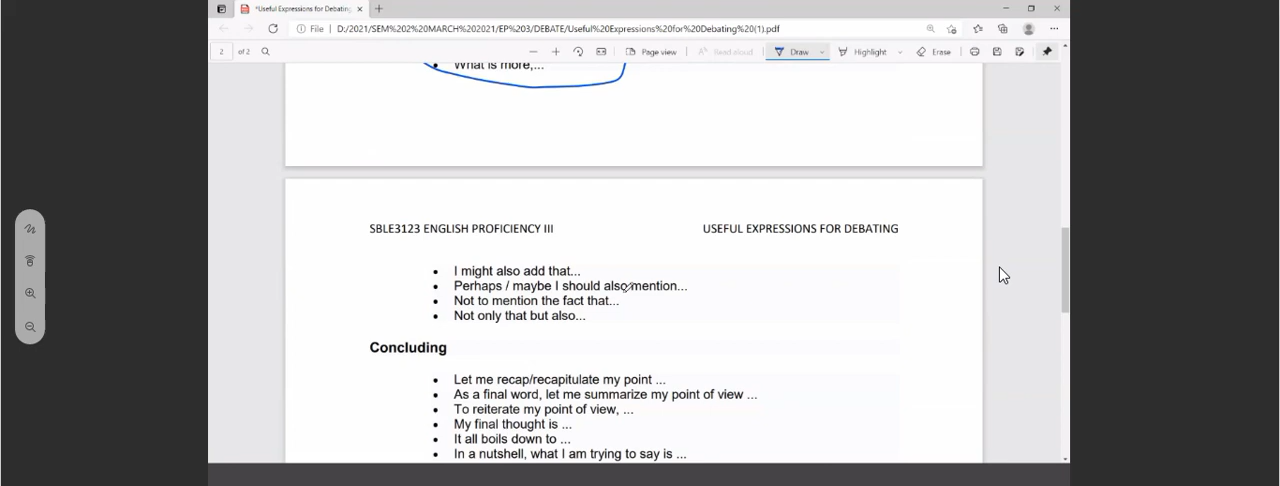 *Useful Expressions for Debating
File D:/2021/SEM%202%20MARCH%202021/EP%203/DEBATE/Useful%20Expressions%20for%20Debating%20(1).pdf
2 of 2 Page view Read aloud Draw Highlight Erase
• What is more,...
SBLE3123 ENGLISH PROFICIENCY III USEFUL EXPRESSIONS FOR DEBATING
• I might also add that...
• Perhaps / maybe I should also mention...
• Not to mention the fact that...
• Not only that but also...
Concluding
• Let me recap/recapitulate my point ...
• As a final word, let me summarize my point of view ...
• To reiterate my point of view, ...
• My final thought is ...
• It all boils down to ...
• In a nutshell, what I am trying to say is ...